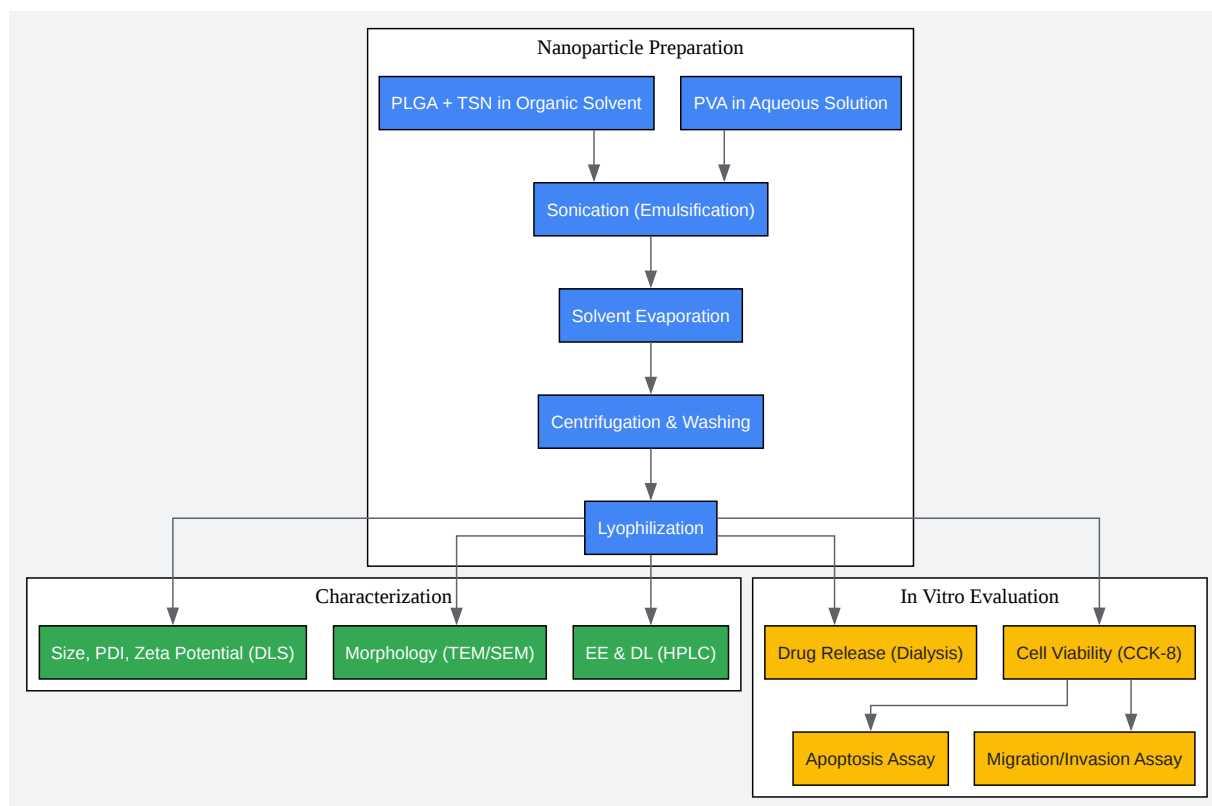 Nanoparticle Preparation
PLGA + TSN in Organic Solvent
PVA in Aqueous Solution
Sonication (Emulsification)
Solvent Evaporation
Centrifugation & Washing
Lyophilization
Characterization
Size, PDI, Zeta Potential (DLS)
Morphology (TEM/SEM)
EE & DL (HPLC)
In Vitro Evaluation
Drug Release (Dialysis)
Cell Viability (CCK-8)
Apoptosis Assay
Migration/Invasion Assay